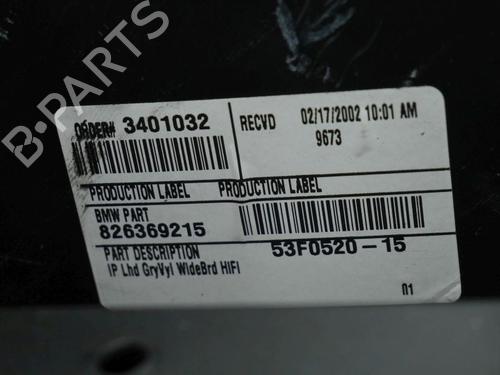 B-PARTS
ORDER# 3401032
RECVD 02/17/2002 10:01 AM
9673
PRODUCTION LABEL PRODUCTION LABEL
BMW PART
826369215
53F0520-15
PART DESCRIPTION
IP Lhd GryVyl WideBrd HiFi
01